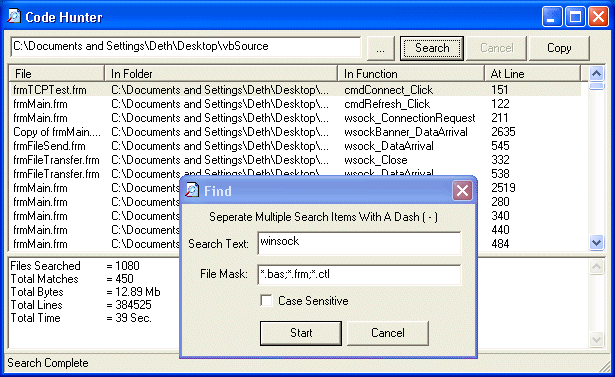 Code Hunter
C:\Documents and Settings\Deth\Desktop\vbSource ... Search Cancel Copy
File In Folder In Function At Line
frmTCPTest.frm C:\Documents and Settings\Deth\Desktop\... cmdConnect_Click 151
frmMain.frm C:\Documents and Settings\Deth\Desktop\... cmdRefresh_Click 122
frmMain.frm C:\Documents and Settings\Deth\Desktop\... wsock_ConnectionRequest 211
Copy of frmMain.... C:\Documents and Settings\Deth\Desktop\... wsockBanner_DataArrival 2635
frmFileSend.frm C:\Documents and Settings\Deth\Desktop\... wsock_DataArrival 545
frmFileTransfer.frm C:\Documents and Settings\Deth\Desktop\... wsock_Close 332
frmFileTransfer.frm C:\Documents and Settings\Deth\Desktop\... wsock_DataArrival 538
frmMain.frm C:\Docum 2519
frmMain.frm C:\Docum 280
frmMain.frm C:\Docum 340
frmMain.frm C:\Docum 440
frmMain.frm C:\Docum 484
Find
Seperate Multiple Search Items With A Dash ( - )
Search Text: winsock
File Mask: *.bas;*.frm;*.ctl
Case Sensitive
Start Cancel
Files Searched = 1080
Total Matches = 450
Total Bytes = 12.89 Mb
Total Lines = 384525
Total Time = 39 Sec.
Search Complete